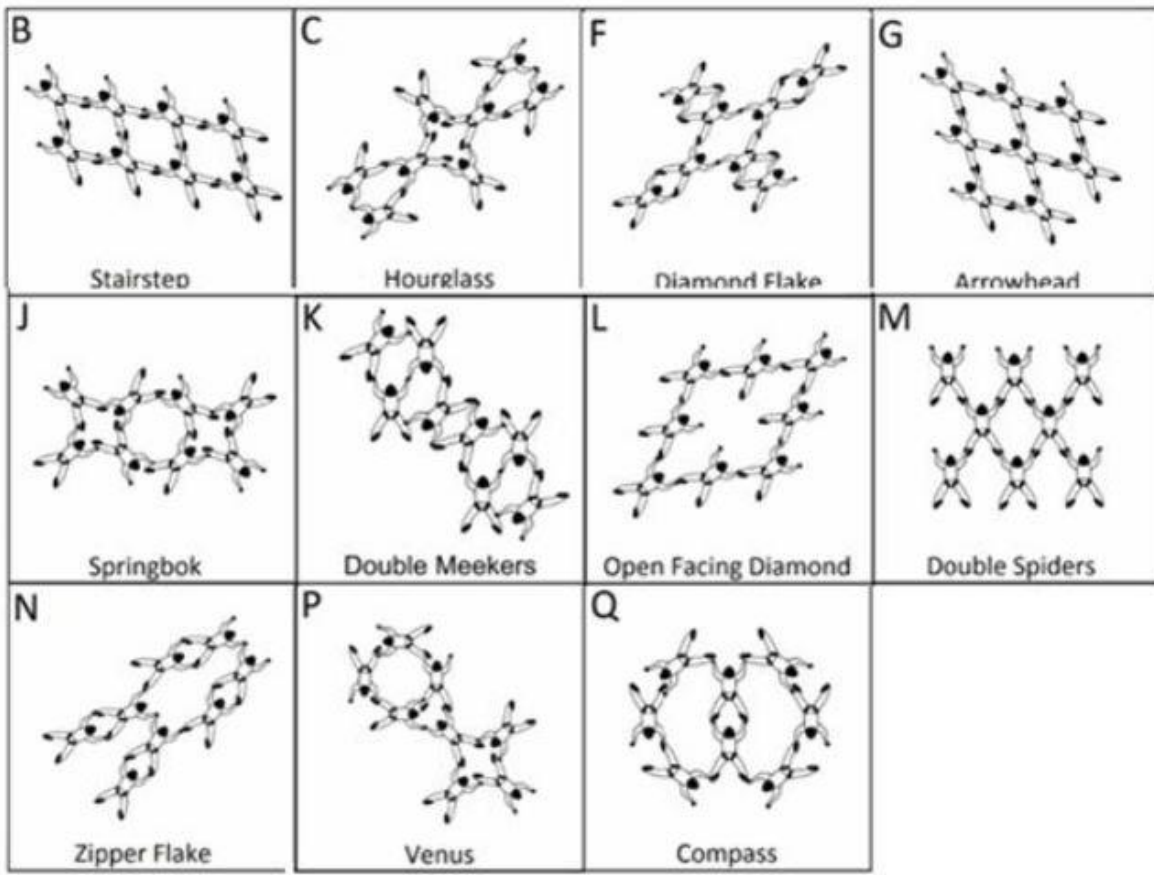 B
C
F
G
Stairstep
Hourglass
Diamond Flake
Arrowhead
J
K
L
M
Springbok
Double Meekers
Open Facing Diamond
Double Spiders
N
P
Q
Zipper Flake
Venus
Compass